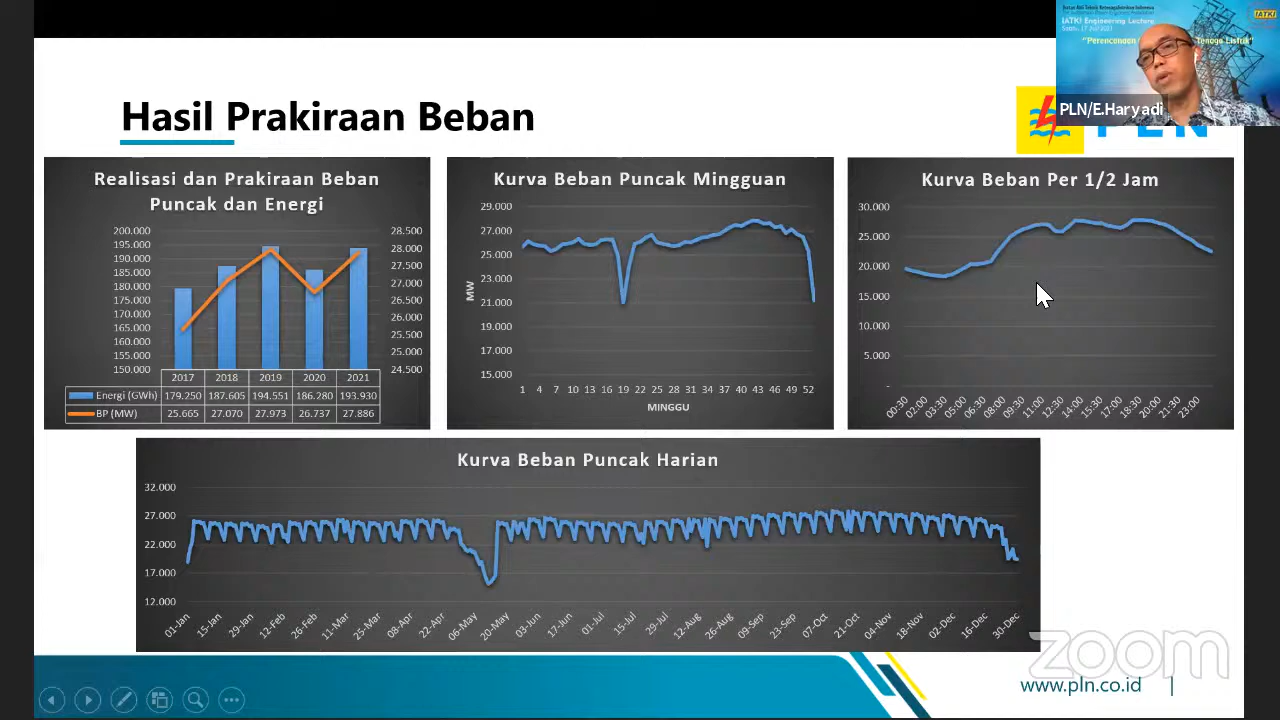 Ikatan Ahli Teknik Ketenagalistrikan Indonesia
IATKI Engineering Lecture
IATKI
"Perencanaan
Tenaga Listrik"
PLN/E.Haryadi
Hasil Prakiraan Beban
PLN
Realisasi dan Prakiraan Beban
Puncak dan Energi
200.000
195.000
190.000
185.000
180.000
175.000
170.000
165.000
160.000
155.000
150.000
28.500
28.000
27.500
27.000
26.500
26.000
25.500
25.000
24.500
2017 2018 2019 2020 2021
Energi (GWh) 179.250 187.605 194.551 186.280 193.930
BP (MW) 25.665 27.070 27.973 26.737 27.886
Kurva Beban Puncak Mingguan
29.000
27.000
25.000
23.000
21.000
19.000
17.000
15.000
MW
1 4 7 10 13 16 19 22 25 28 31 34 37 40 43 46 49 52
MINGGU
Kurva Beban Per 1/2 Jam
30.000
25.000
20.000
15.000
10.000
5.000
-
00:30 02:00 03:30 05:00 06:30 08:00 09:30 11:00 12:30 14:00 15:30 17:00 18:30 20:00 21:30 23:00
Kurva Beban Puncak Harian
32.000
27.000
22.000
17.000
12.000
01-Jan 15-Jan 29-Jan 12-Feb 26-Feb 11-Mar 25-Mar 08-Apr 22-Apr 06-May 20-May 03-Jun 17-Jun 01-Jul 15-Jul 29-Jul 12-Aug 26-Aug 09-Sep 23-Sep 07-Oct 21-Oct 04-Nov 18-Nov 02-Dec 16-Dec 30-Dec
zoom
www.pln.co.id